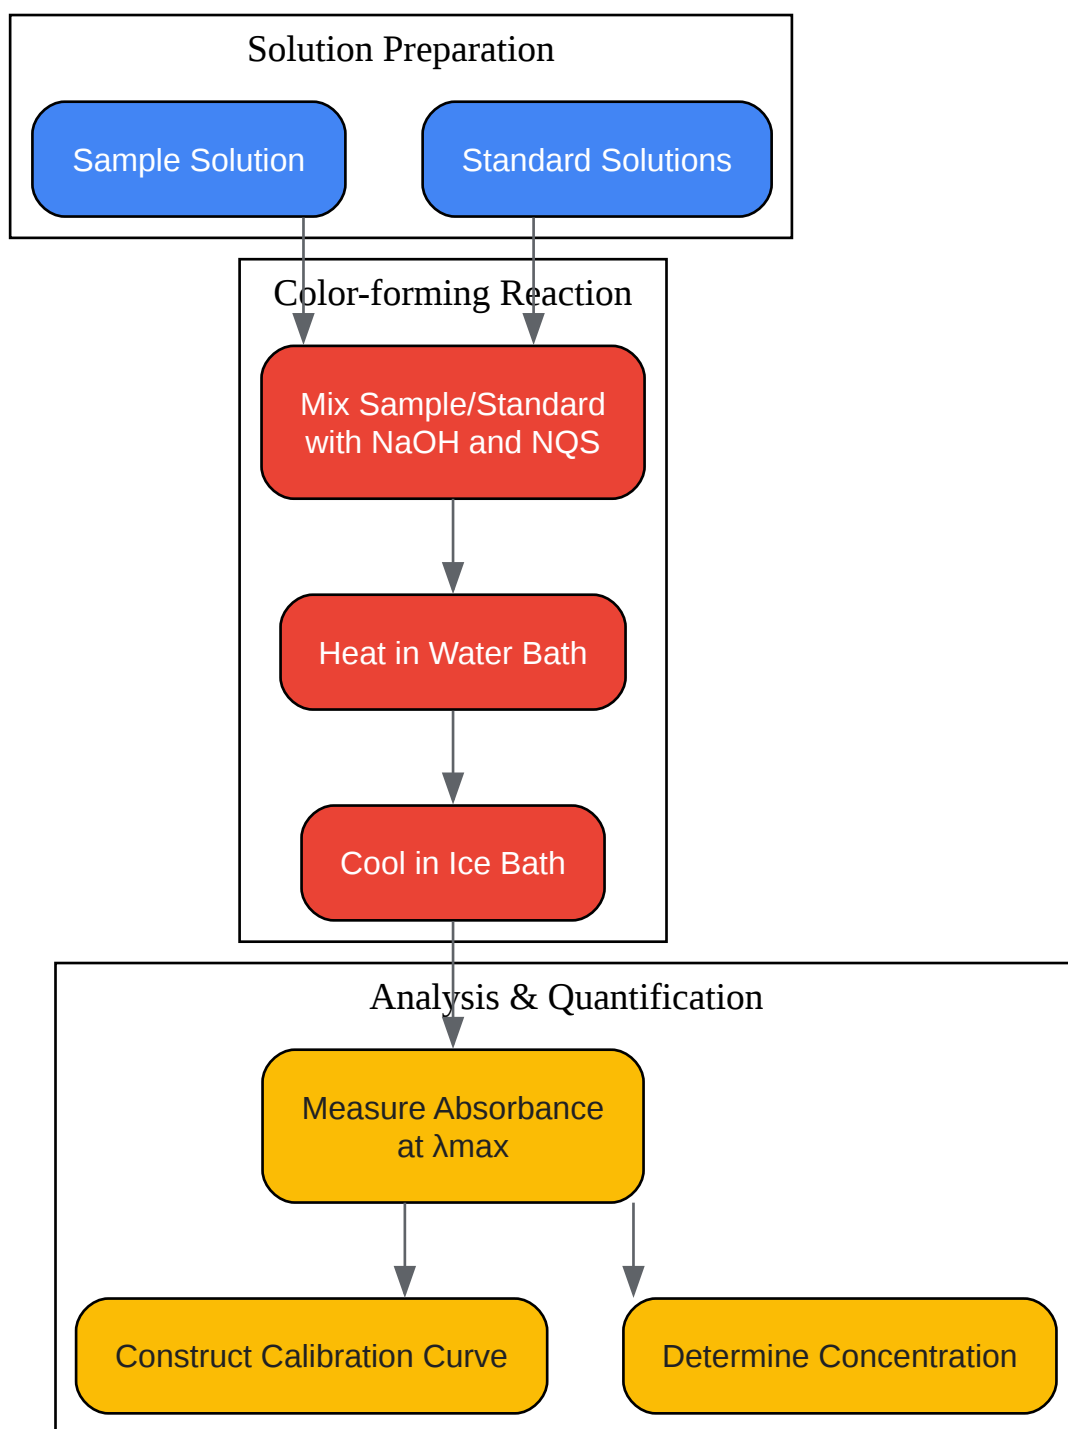 Solution Preparation
Sample Solution
Standard Solutions
Color-forming Reaction
Mix Sample/Standard
with NaOH and NQS
Heat in Water Bath
Cool in Ice Bath
Analysis & Quantification
Measure Absorbance
at λmax
Construct Calibration Curve
Determine Concentration